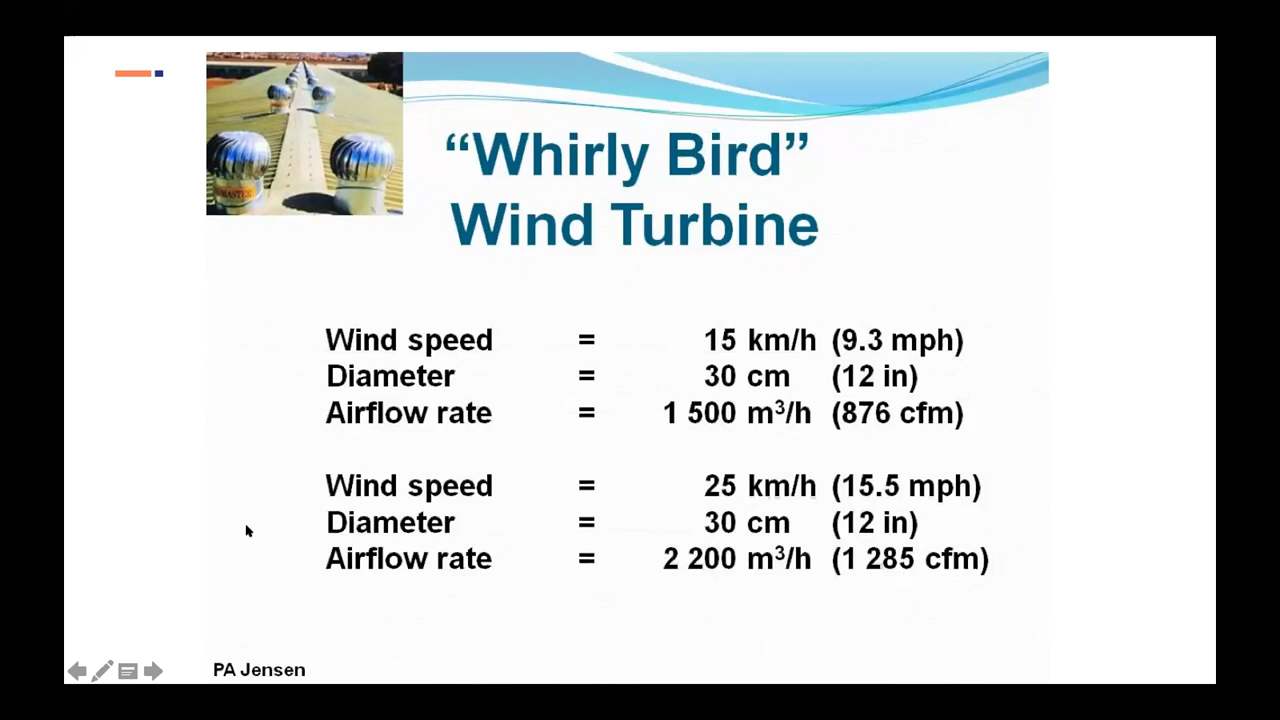 “Whirly Bird”
Wind Turbine
Wind speed = 15 km/h (9.3 mph)
Diameter = 30 cm (12 in)
Airflow rate = 1 500 m³/h (876 cfm)
Wind speed = 25 km/h (15.5 mph)
Diameter = 30 cm (12 in)
Airflow rate = 2 200 m³/h (1 285 cfm)
PA Jensen